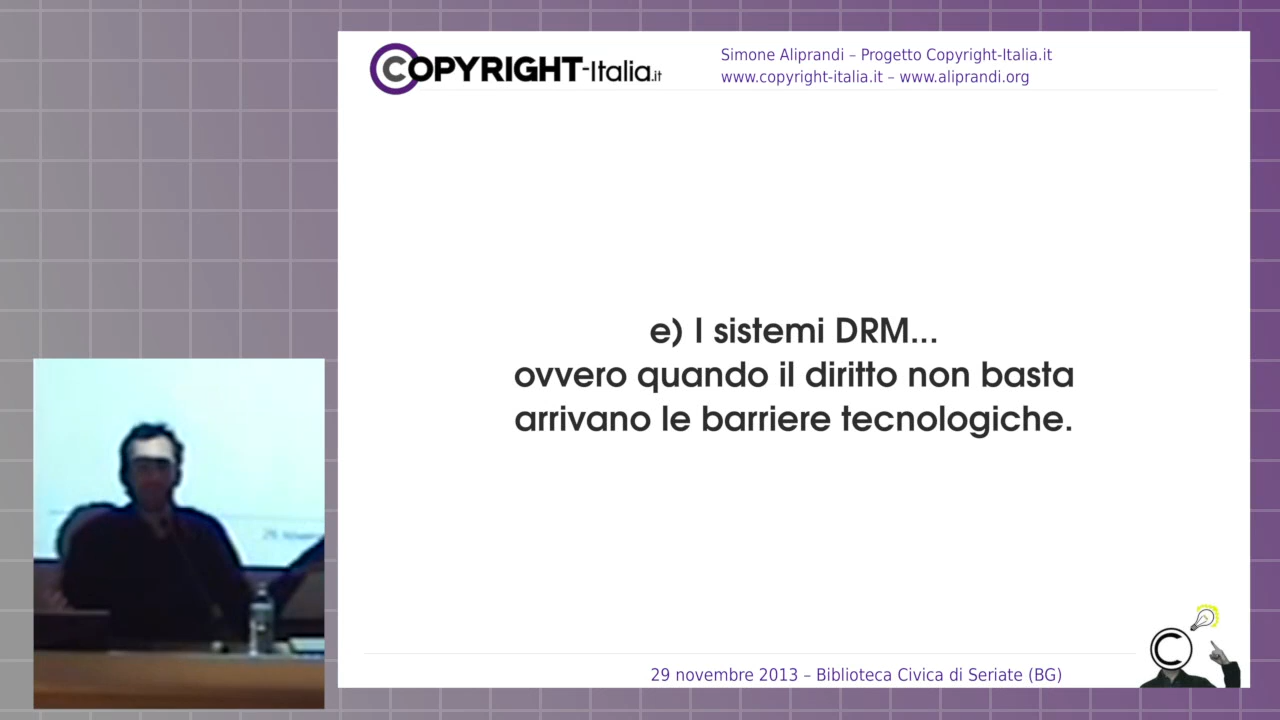 COPYRIGHT-Italia.it
Simone Aliprandi – Progetto Copyright-Italia.it
www.copyright-italia.it – www.aliprandi.org
e) I sistemi DRM...
ovvero quando il diritto non basta
arrivano le barriere tecnologiche.
C
29 novembre 2013 – Biblioteca Civica di Seriate (BG)